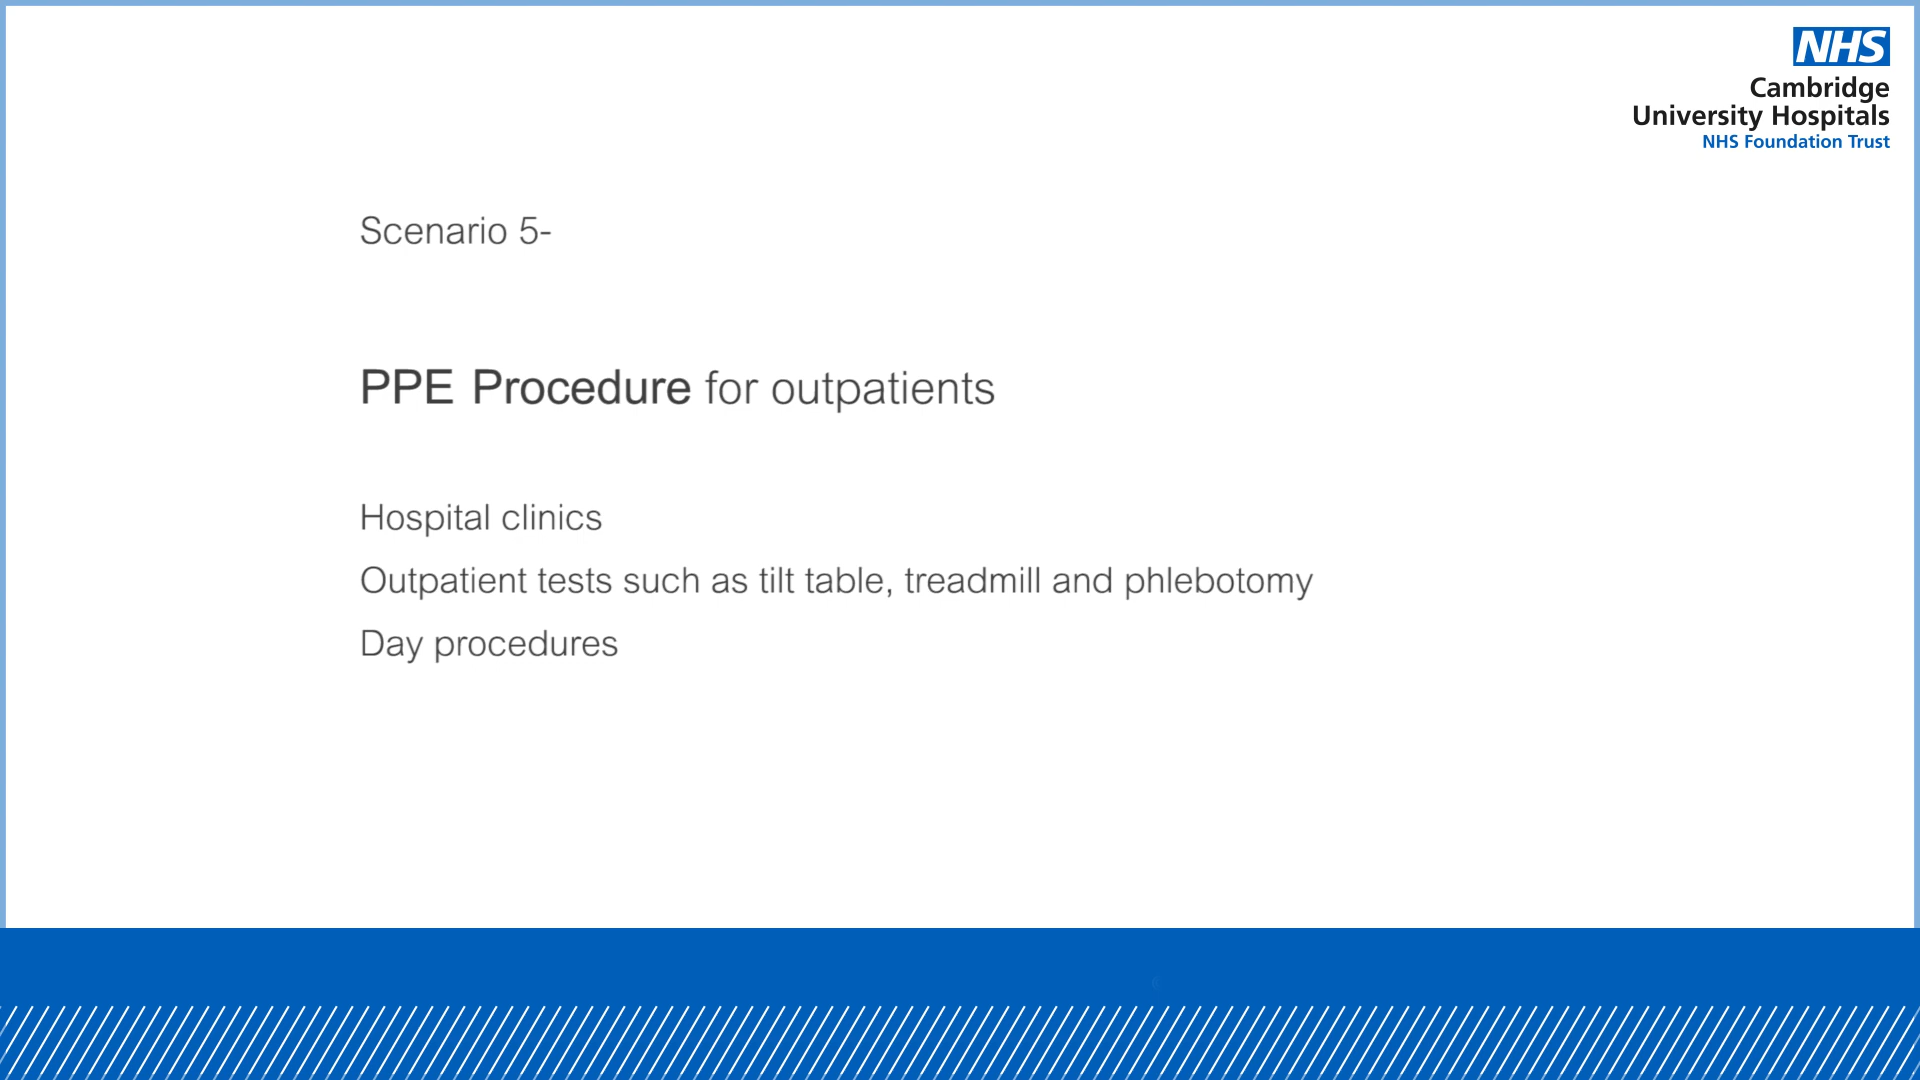 NHS
Cambridge
University Hospitals
NHS Foundation Trust
Scenario 5-
PPE Procedure for outpatients
Hospital clinics
Outpatient tests such as tilt table, treadmill and phlebotomy
Day procedures